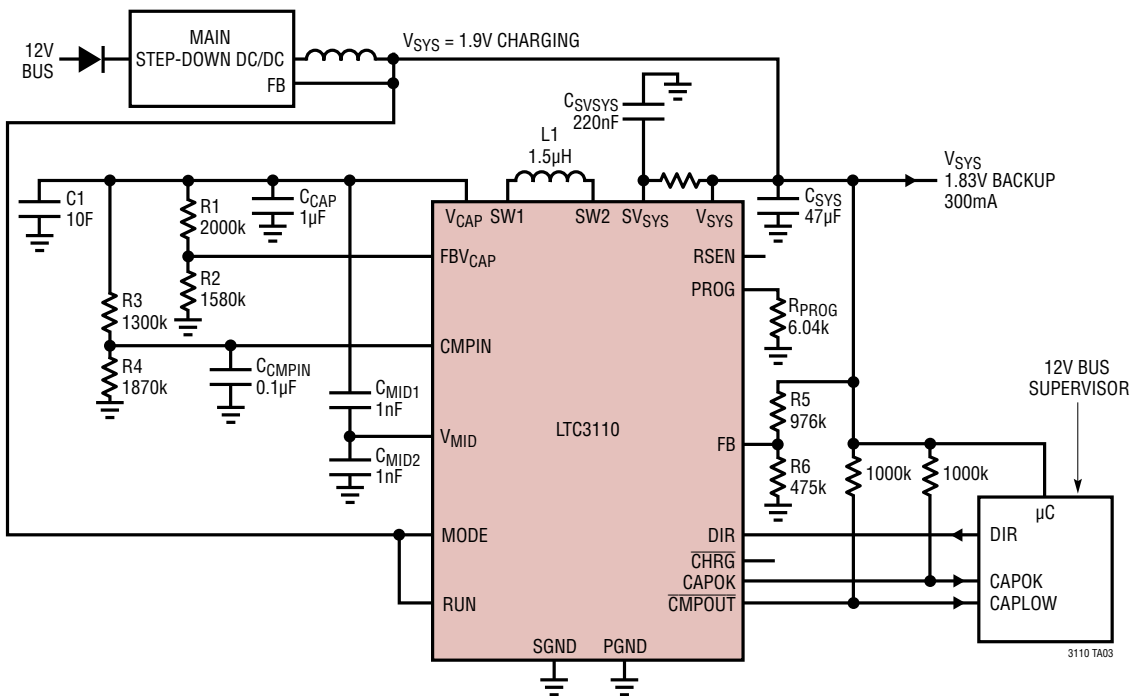 12V
BUS
MAIN
STEP-DOWN DC/DC
FB
VSYS = 1.9V CHARGING
CSVSYS
220nF
L1
1.5µH
VSYS
1.83V BACKUP
300mA
C1
10F
R1
2000k
CCAP
1µF
VCAP
SW1
SW2
SVSYS
VSYS
CSYS
47µF
FBVCAP
RSEN
R2
1580k
PROG
RPROG
6.04k
R3
1300k
CMPIN
R4
1870k
CCMPIN
0.1µF
CMID1
1nF
12V BUS
SUPERVISOR
R5
976k
LTC3110
VMID
FB
CMID2
1nF
R6
475k
1000k
1000k
µC
MODE
DIR
DIR
CHRG
CAPOK
CAPOK
RUN
CMPOUT
CAPLOW
SGND
PGND
3110 TA03